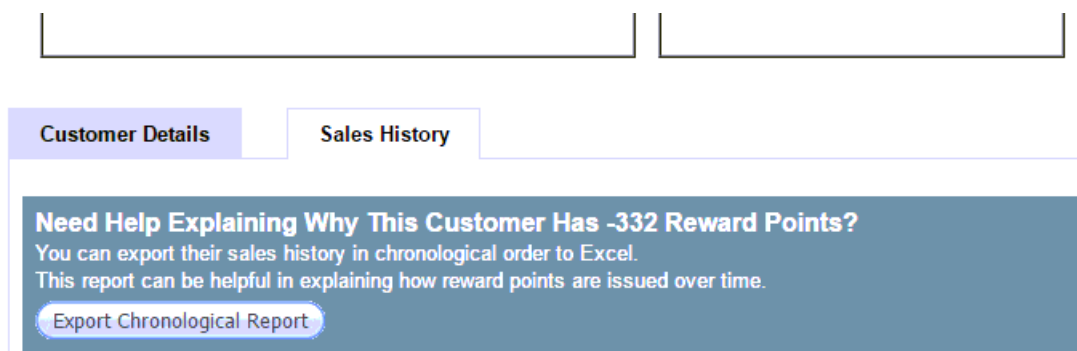 Customer Details
Sales History
Need Help Explaining Why This Customer Has -332 Reward Points?
You can export their sales history in chronological order to Excel.
This report can be helpful in explaining how reward points are issued over time.
Export Chronological Report